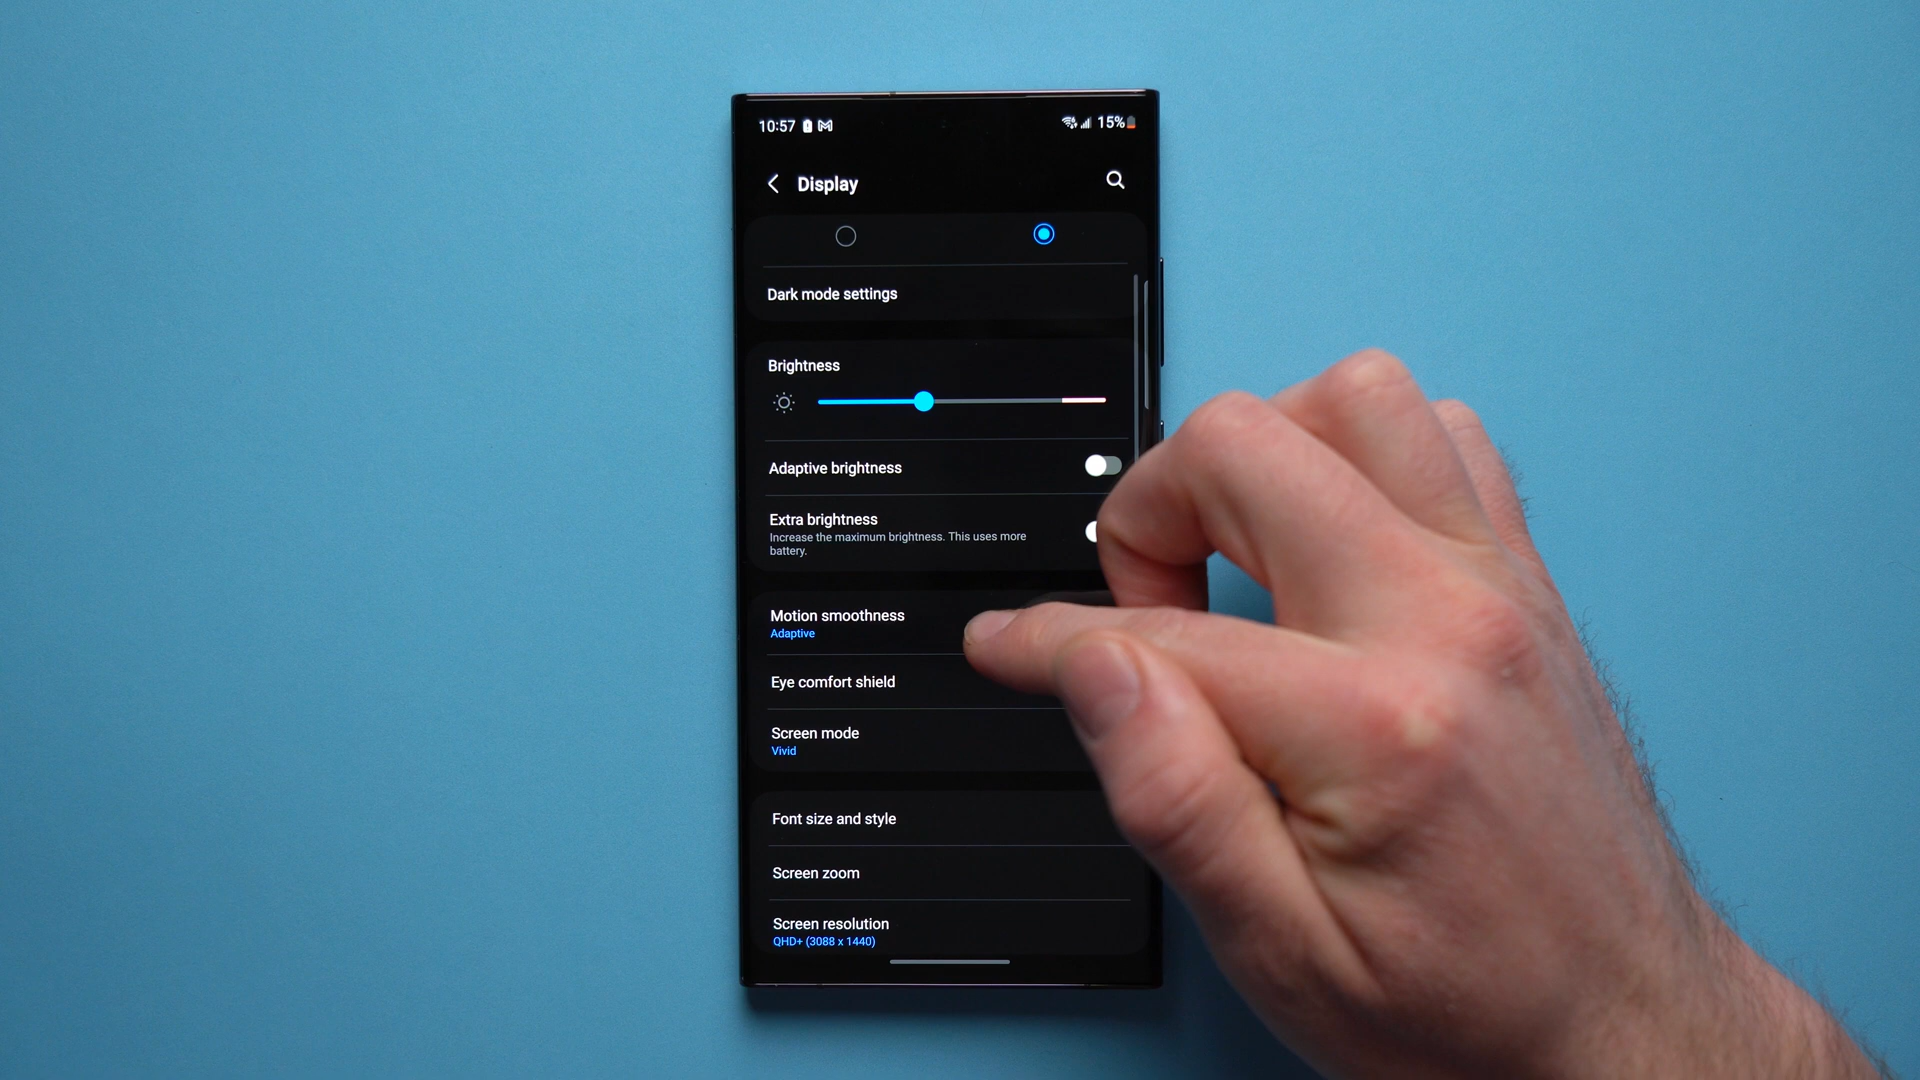 10:57 15%
Display
Dark mode settings
Brightness
Adaptive brightness
Extra brightness
Increase the maximum brightness. This uses more
battery.
Motion smoothness
Adaptive
Eye comfort shield
Screen mode
Vivid
Font size and style
Screen zoom
Screen resolution
QHD+ (3088 x 1440)